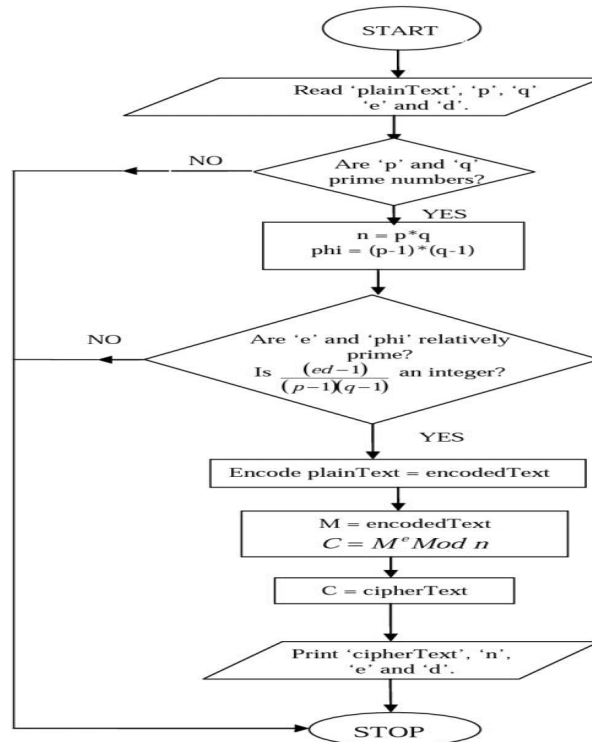 START
Read ‘plainText’, ‘p’, ‘q’
‘e’ and ‘d’.
NO
Are ‘p’ and ‘q’
prime numbers?
YES
n = p*q
phi = (p-1)*(q-1)
NO
Are ‘e’ and ‘phi’ relatively
prime?
Is (ed−1)/(p−1)(q−1) an integer?
YES
Encode plainText = encodedText
M = encodedText
C = M^e Mod n
C = cipherText
Print ‘cipherText’, ‘n’,
‘e’ and ‘d’.
STOP